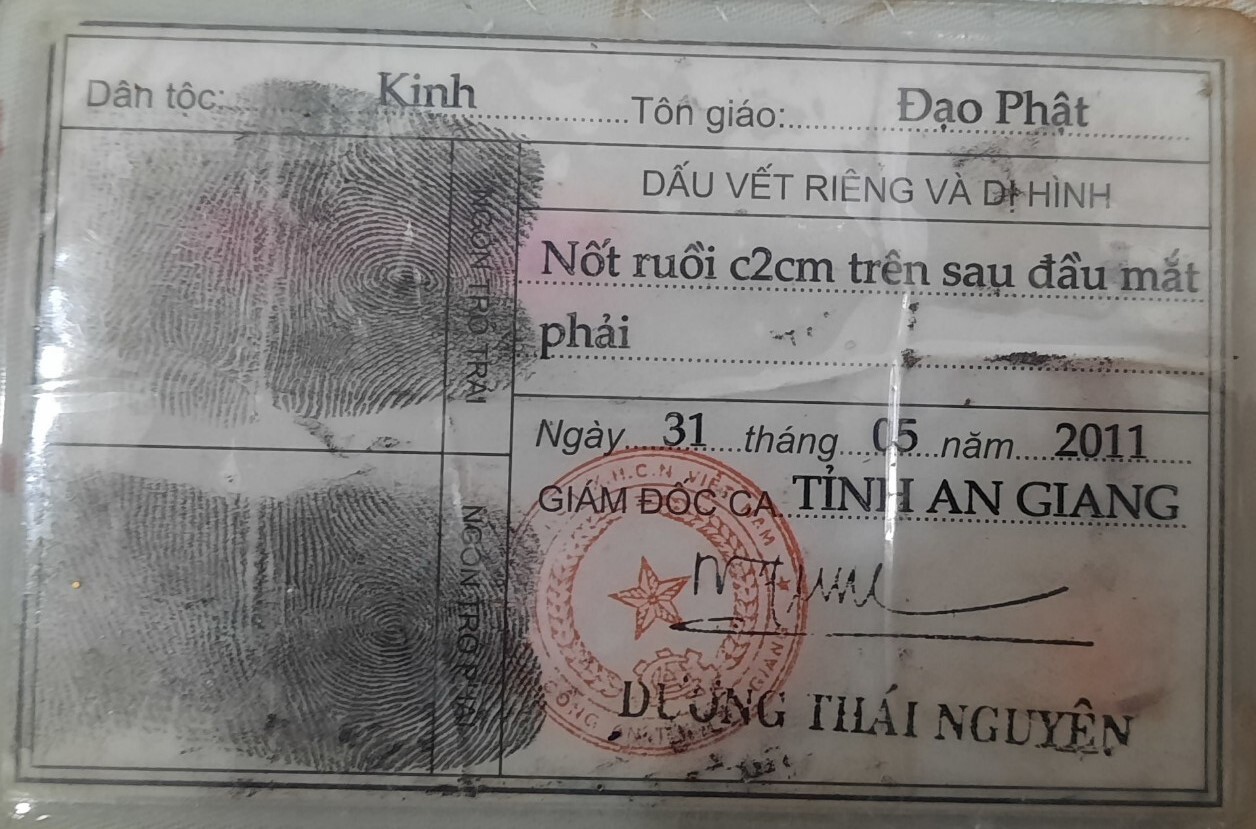 Dân tộc: Kinh Tôn giáo: Đạo Phật
NGÓN TRỎ TRÁI
DẤU VẾT RIÊNG VÀ DỊ HÌNH
Nốt ruồi c2cm trên sau đầu mắt
phải
NGÓN TRỎ PHẢI
Ngày 31 tháng 05 năm 2011
GIÁM ĐỐC CA TỈNH AN GIANG
DƯƠNG THÁI NGUYÊN